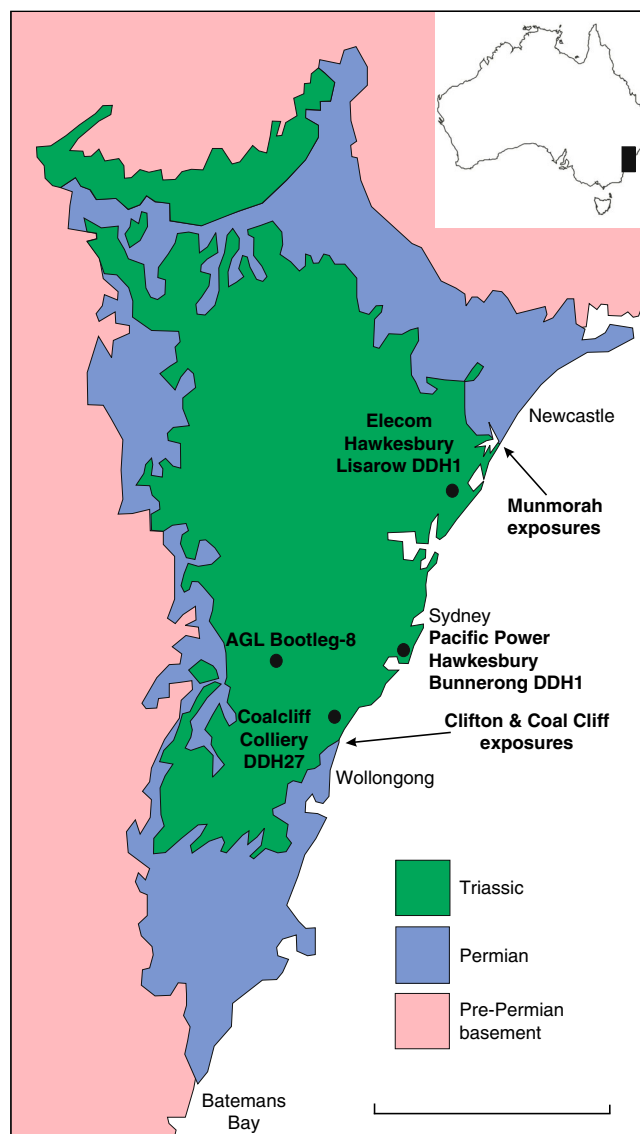 Newcastle
Elecom
Hawkesbury
Lisarow DDH1
Munmorah
exposures
Sydney
Pacific Power
Hawkesbury
Bunnerong DDH1
AGL Bootleg-8
Coalcliff
Colliery
DDH27
Clifton & Coal Cliff
exposures
Wollongong
Triassic
Permian
Pre-Permian
basement
Batemans
Bay